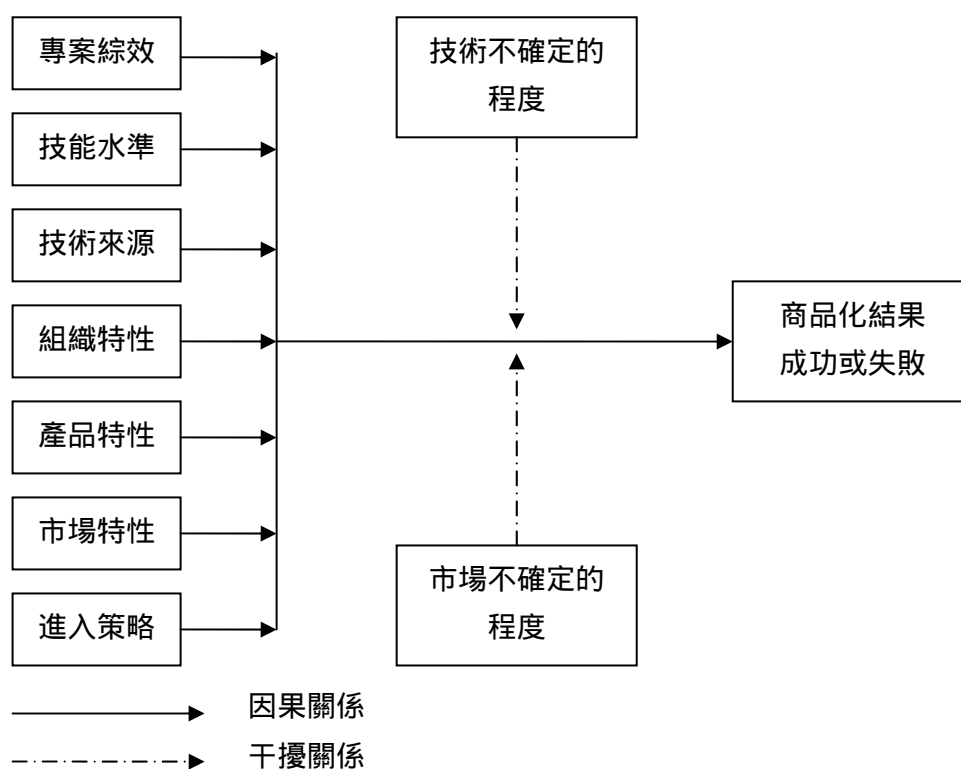 專案綜效
技能水準
技術來源
組織特性
產品特性
市場特性
進入策略
技術不確定的
程度
市場不確定的
程度
商品化結果
成功或失敗
因果關係
干擾關係